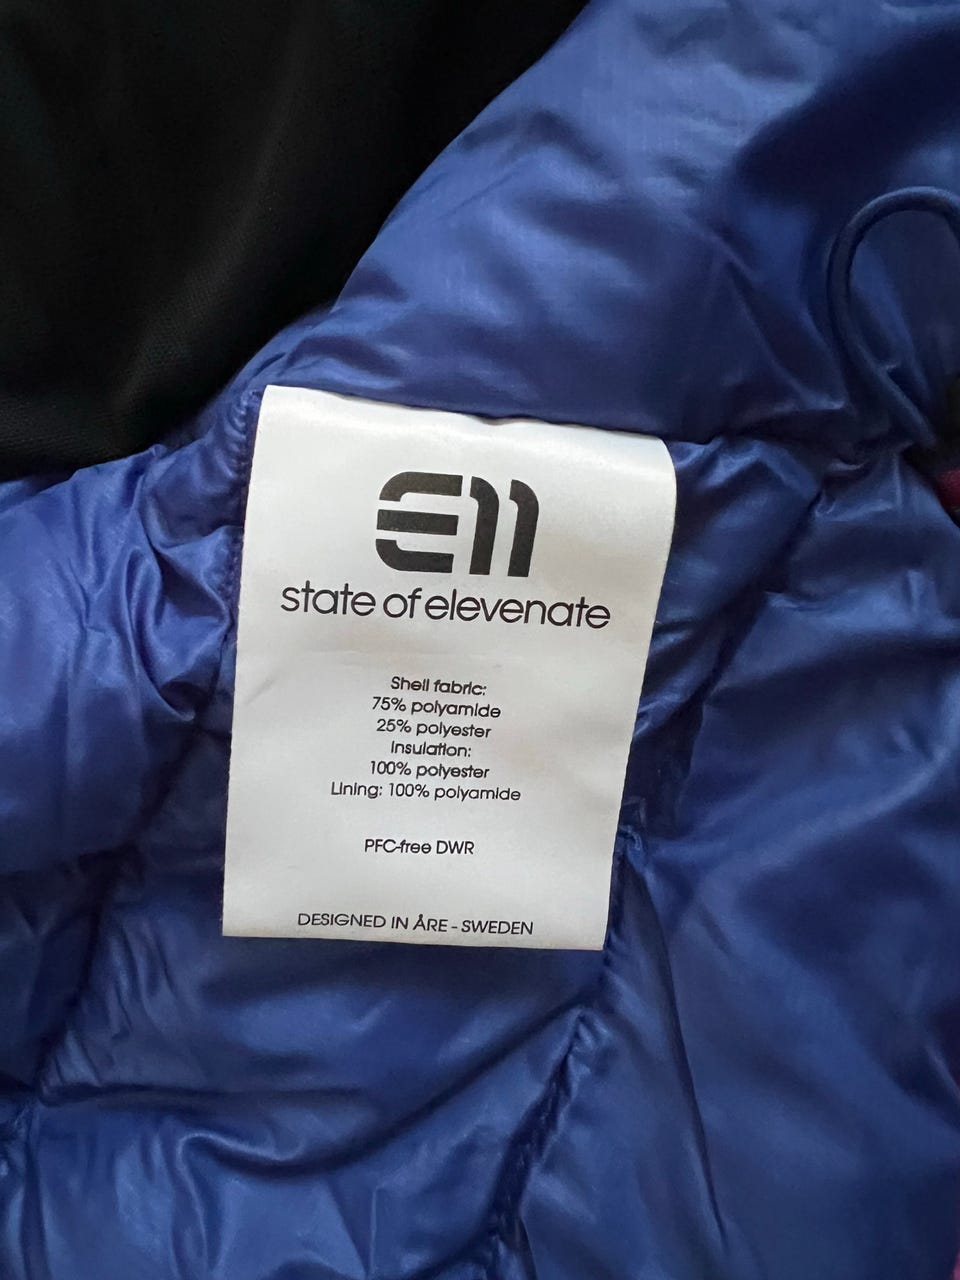 E11
state of elevenate
Shell fabric:
75% polyamide
25% polyester
Insulation:
100% polyester
Lining: 100% polyamide
PFC-free DWR
DESIGNED IN ÅRE - SWEDEN